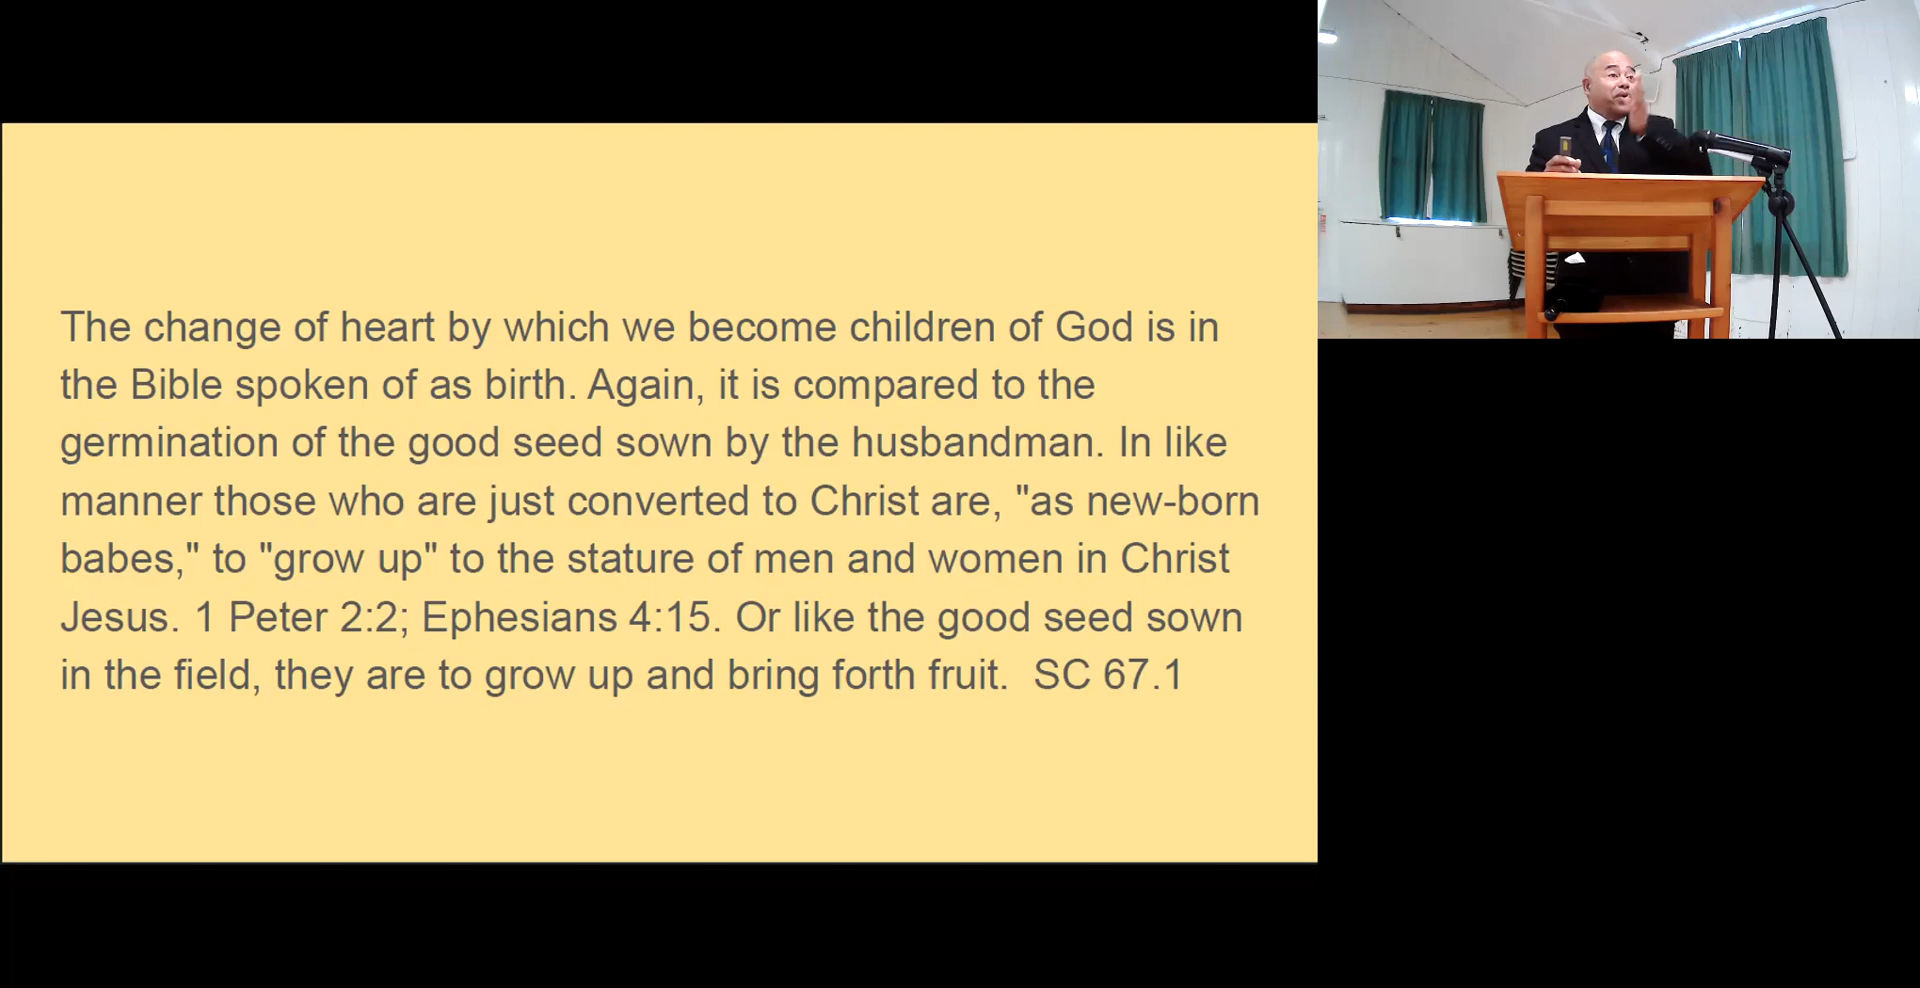 The change of heart by which we become children of God is in
the Bible spoken of as birth. Again, it is compared to the
germination of the good seed sown by the husbandman. In like
manner those who are just converted to Christ are, "as new-born
babes," to "grow up" to the stature of men and women in Christ
Jesus. 1 Peter 2:2; Ephesians 4:15. Or like the good seed sown
in the field, they are to grow up and bring forth fruit.  SC 67.1